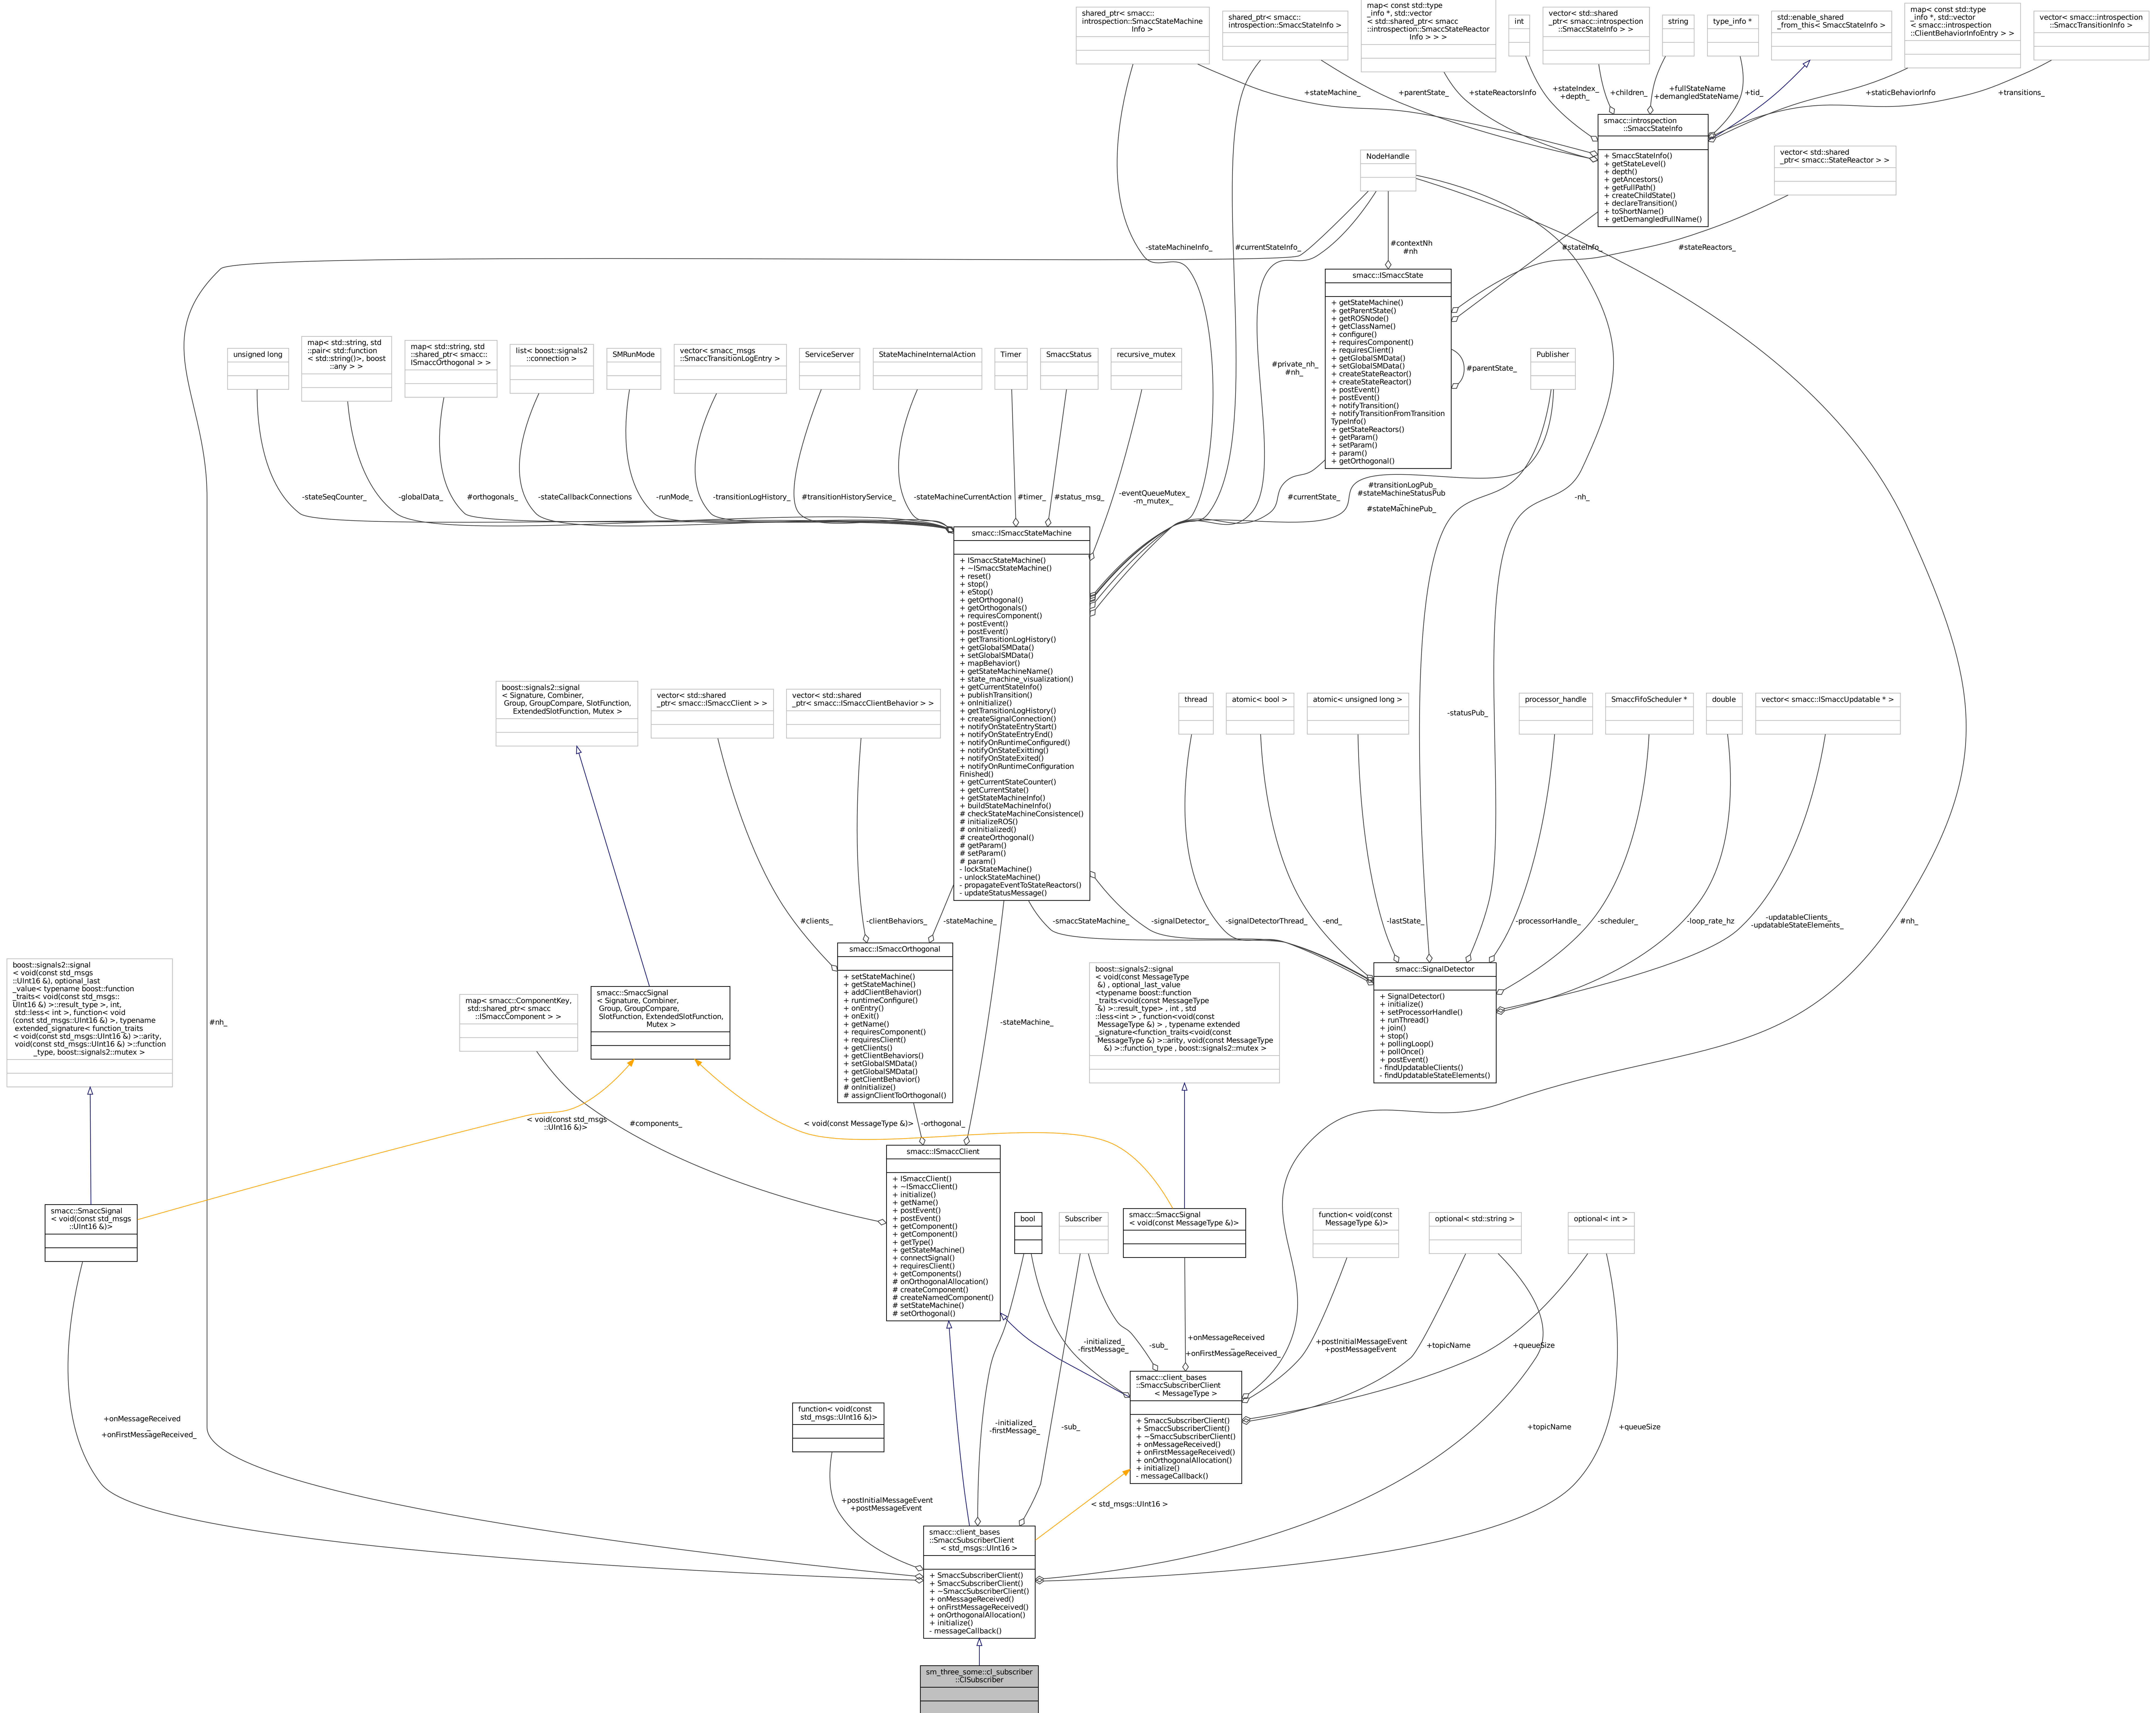 shared_ptr< smacc::
introspection::SmaccStateMachine
Info >
shared_ptr< smacc::
introspection::SmaccStateInfo >
map< const std::type
_info *, std::vector
< std::shared_ptr< smacc
::introspection::SmaccStateReactor
Info > > >
int
vector< std::shared
_ptr< smacc::introspection
::SmaccStateInfo > >
string
type_info *
std::enable_shared
_from_this< SmaccStateInfo >
map< const std::type
_info *, std::vector
< smacc::introspection
::ClientBehaviorInfoEntry > >
vector< smacc::introspection
::SmaccTransitionInfo >
+stateMachine_
+parentState_
+stateReactorsInfo
+stateIndex_
+depth_
+children_
+fullStateName
+demangledStateName
+tid_
+staticBehaviorInfo
+transitions_
smacc::introspection
::SmaccStateInfo
+ SmaccStateInfo()
+ getStateLevel()
+ depth()
+ getAncestors()
+ getFullPath()
+ createChildState()
+ declareTransition()
+ toShortName()
+ getDemangledFullName()
NodeHandle
vector< std::shared
_ptr< smacc::StateReactor > >
-stateMachineInfo_
#currentStateInfo_
#contextNh
#nh
#stateInfo_
#stateReactors_
smacc::ISmaccState
+ getStateMachine()
+ getParentState()
+ getROSNode()
+ getClassName()
+ configure()
+ requiresComponent()
+ requiresClient()
+ getGlobalSMData()
+ setGlobalSMData()
+ createStateReactor()
+ createStateReactor()
+ postEvent()
+ postEvent()
+ notifyTransition()
+ notifyTransitionFromTransition
TypeInfo()
+ getStateReactors()
+ getParam()
+ setParam()
+ param()
+ getOrthogonal()
#parentState_
#private_nh_
#nh_
unsigned long
map< std::string, std
::pair< std::function
< std::string()>, boost
::any > >
map< std::string, std
::shared_ptr< smacc::
ISmaccOrthogonal > >
list< boost::signals2
::connection >
SMRunMode
vector< smacc_msgs
::SmaccTransitionLogEntry >
ServiceServer
StateMachineInternalAction
Timer
SmaccStatus
recursive_mutex
Publisher
-stateSeqCounter_
-globalData_
#orthogonals_
-stateCallbackConnections
-runMode_
-transitionLogHistory_
#transitionHistoryService_
-stateMachineCurrentAction
#timer_
#status_msg_
-eventQueueMutex_
-m_mutex_
#currentState_
#transitionLogPub_
#stateMachineStatusPub
_
#stateMachinePub_
-nh_
smacc::ISmaccStateMachine
+ ISmaccStateMachine()
+ ~ISmaccStateMachine()
+ reset()
+ stop()
+ eStop()
+ getOrthogonal()
+ getOrthogonals()
+ requiresComponent()
+ postEvent()
+ postEvent()
+ getTransitionLogHistory()
+ getGlobalSMData()
+ setGlobalSMData()
+ mapBehavior()
+ getStateMachineName()
+ state_machine_visualization()
+ getCurrentStateInfo()
+ publishTransition()
+ onInitialize()
+ getTransitionLogHistory()
+ createSignalConnection()
+ notifyOnStateEntryStart()
+ notifyOnStateEntryEnd()
+ notifyOnRuntimeConfigured()
+ notifyOnStateExitting()
+ notifyOnStateExited()
+ notifyOnRuntimeConfiguration
Finished()
+ getCurrentStateCounter()
+ getCurrentState()
+ getStateMachineInfo()
+ buildStateMachineInfo()
# checkStateMachineConsistence()
# initializeROS()
# onInitialized()
# createOrthogonal()
# getParam()
# setParam()
# param()
- lockStateMachine()
- unlockStateMachine()
- propagateEventToStateReactors()
- updateStatusMessage()
boost::signals2::signal
< Signature, Combiner,
Group, GroupCompare, SlotFunction,
ExtendedSlotFunction, Mutex >
vector< std::shared
_ptr< smacc::ISmaccClient > >
vector< std::shared
_ptr< smacc::ISmaccClientBehavior > >
thread
atomic< bool >
atomic< unsigned long >
-statusPub_
processor_handle
SmaccFifoScheduler *
double
vector< smacc::ISmaccUpdatable * >
#clients_
-clientBehaviors_
-stateMachine_
-smaccStateMachine_
-signalDetector_
-signalDetectorThread_
-end_
-lastState_
-processorHandle_
-scheduler_
-loop_rate_hz
-updatableClients_
-updatableStateElements_
#nh_
smacc::ISmaccOrthogonal
+ setStateMachine()
+ getStateMachine()
+ addClientBehavior()
+ runtimeConfigure()
+ onEntry()
+ onExit()
+ getName()
+ requiresComponent()
+ requiresClient()
+ getClients()
+ getClientBehaviors()
+ setGlobalSMData()
+ getGlobalSMData()
+ getClientBehavior()
# onInitialize()
# assignClientToOrthogonal()
smacc::SignalDetector
+ SignalDetector()
+ initialize()
+ setProcessorHandle()
+ runThread()
+ join()
+ stop()
+ pollingLoop()
+ pollOnce()
+ postEvent()
- findUpdatableClients()
- findUpdatableStateElements()
boost::signals2::signal
< void(const std_msgs
::UInt16 &), optional_last
_value< typename boost::function
_traits< void(const std_msgs::
UInt16 &) >::result_type >, int,
std::less< int >, function< void
(const std_msgs::UInt16 &) >, typename
extended_signature< function_traits
< void(const std_msgs::UInt16 &) >::arity,
void(const std_msgs::UInt16 &) >::function
_type, boost::signals2::mutex >
map< smacc::ComponentKey,
std::shared_ptr< smacc
::ISmaccComponent > >
smacc::SmaccSignal
< Signature, Combiner,
Group, GroupCompare,
SlotFunction, ExtendedSlotFunction,
Mutex >
boost::signals2::signal
< void(const MessageType
&) , optional_last_value
<typename boost::function
_traits<void(const MessageType
&) >::result_type> , int , std
::less<int > , function<void(const
MessageType &) > , typename extended
_signature<function_traits<void(const
MessageType &) >::arity, void(const MessageType
&) >::function_type , boost::signals2::mutex >
#nh_
-stateMachine_
< void(const std_msgs
::UInt16 &)>
#components_
< void(const MessageType &)>
-orthogonal_
smacc::ISmaccClient
+ ISmaccClient()
+ ~ISmaccClient()
+ initialize()
+ getName()
+ postEvent()
+ postEvent()
+ getComponent()
+ getComponent()
+ getType()
+ getStateMachine()
+ connectSignal()
+ requiresClient()
+ getComponents()
# onOrthogonalAllocation()
# createComponent()
# createNamedComponent()
# setStateMachine()
# setOrthogonal()
smacc::SmaccSignal
< void(const std_msgs
::UInt16 &)>
bool
Subscriber
smacc::SmaccSignal
< void(const MessageType &)>
function< void(const
MessageType &)>
optional< std::string >
optional< int >
-initialized_
-firstMessage_
-sub_
+onMessageReceived
_
+onFirstMessageReceived_
+postInitialMessageEvent
+postMessageEvent
+topicName
+queueSize
smacc::client_bases
::SmaccSubscriberClient
< MessageType >
+ SmaccSubscriberClient()
+ SmaccSubscriberClient()
+ ~SmaccSubscriberClient()
+ onMessageReceived()
+ onFirstMessageReceived()
+ onOrthogonalAllocation()
+ initialize()
- messageCallback()
function< void(const
std_msgs::UInt16 &)>
+onMessageReceived
_
+onFirstMessageReceived_
-initialized_
-firstMessage_
-sub_
+topicName
+queueSize
+postInitialMessageEvent
+postMessageEvent
< std_msgs::UInt16 >
smacc::client_bases
::SmaccSubscriberClient
< std_msgs::UInt16 >
+ SmaccSubscriberClient()
+ SmaccSubscriberClient()
+ ~SmaccSubscriberClient()
+ onMessageReceived()
+ onFirstMessageReceived()
+ onOrthogonalAllocation()
+ initialize()
- messageCallback()
sm_three_some::cl_subscriber
::ClSubscriber